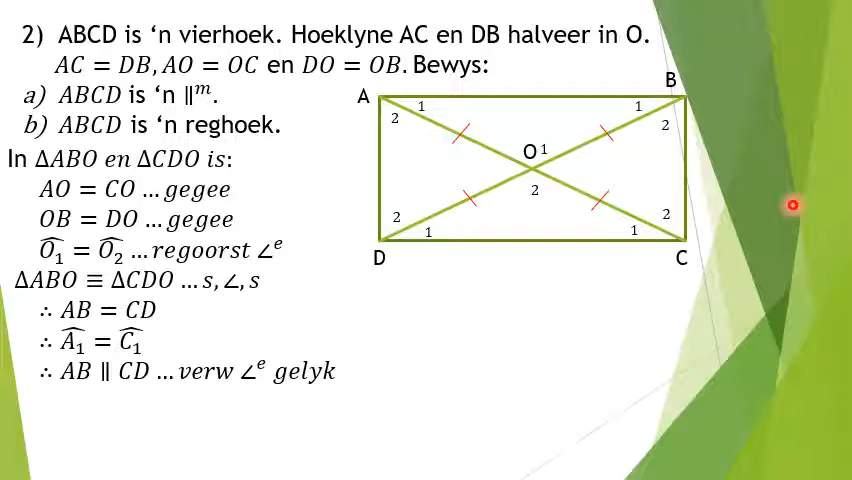 2) ABCD is ‘n vierhoek. Hoeklyne AC en DB halveer in O.
AC = DB, AO = OC en DO = OB. Bewys:
a) ABCD is ‘n ∥ᵐ.
b) ABCD is ‘n reghoek.
In ΔABO en ΔCDO is:
AO = CO … gegee
OB = DO … gegee
Ô₁ = Ô₂ … regoorst ∠ᵉ
ΔABO ≡ ΔCDO … s, ∠, s
∴ AB = CD
∴ Â₁ = Ĉ₁
∴ AB ∥ CD … verw ∠ᵉ gelyk
A
B
1
2
1
2
O
1
2
2
1
2
1
D
C